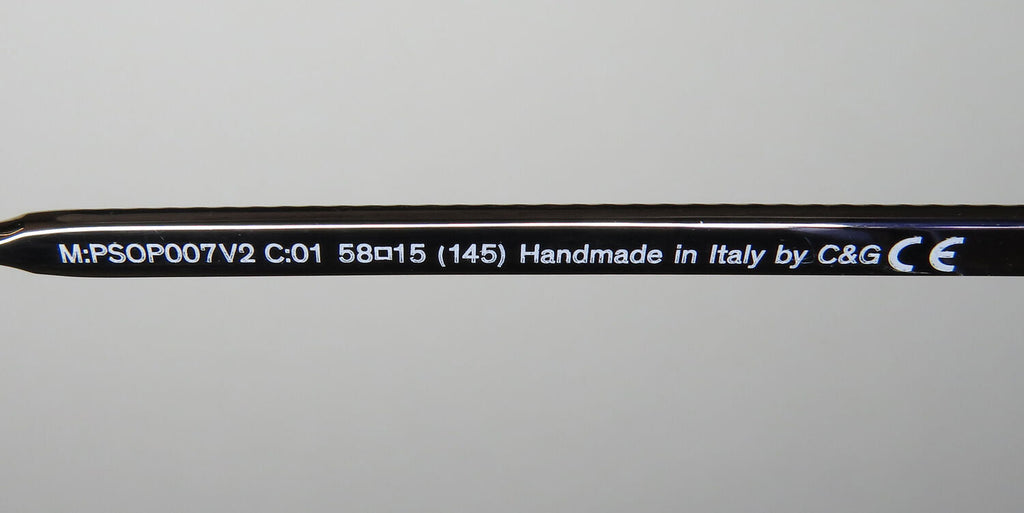 M:PSOP007V2 C:01 58□15 (145) Handmade in Italy by C&G CE